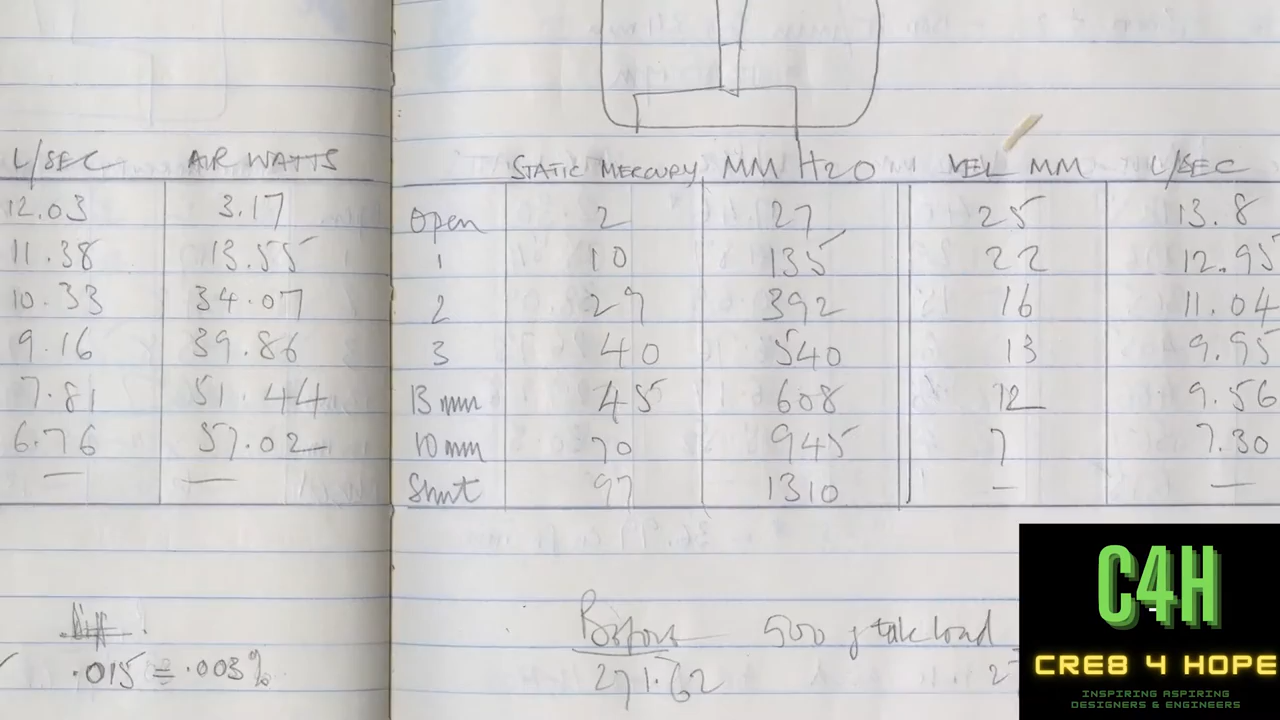 L/SEC AIR WATTS
12.03 3.17
11.38 13.55
10.33 34.07
9.16 39.86
7.81 51.44
6.76 57.02
— —
.015 = .003%
STATIC MERCURY MM H2O VEL MM L/SEC
Open 2 27 25 13.8
1 10 135 22 12.95
2 29 392 16 11.04
3 40 540 13 9.95
13 mm 45 608 12 9.56
10 mm 70 945 7 7.30
Shut 97 1310 — —
Before 500 g talc load
271.62
C4H
CRE8 4 HOPE
INSPIRING ASPIRING
DESIGNERS & ENGINEERS